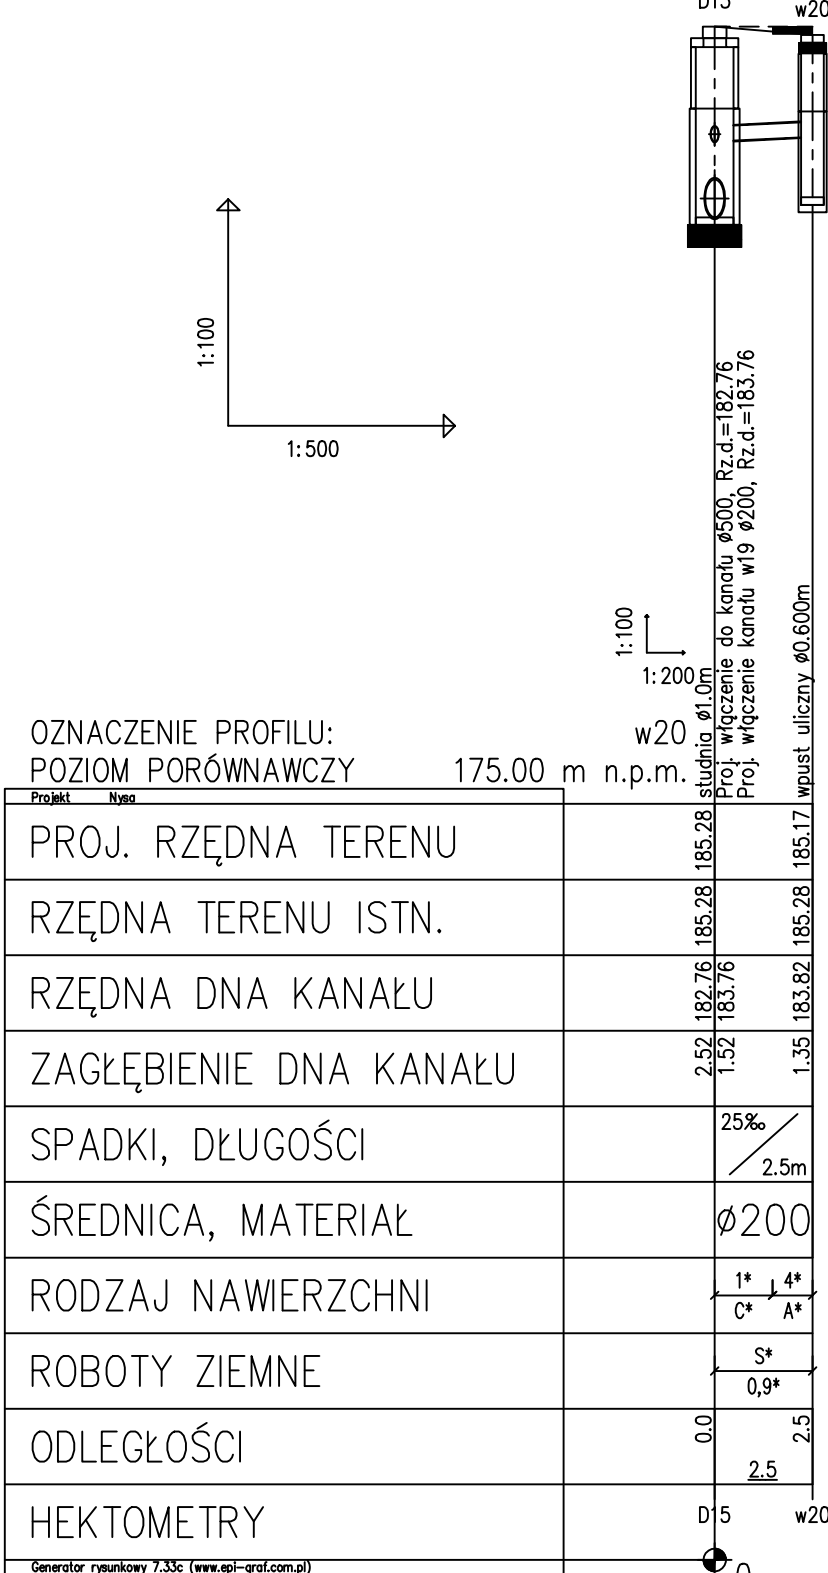 D15 w20
1:100
1:500
1:100
1:200
studnia ø1.0m
Proj. włączenie do kanału ø500, Rz.d.=182.76
Proj. włączenie kanału w19 ø200, Rz.d.=183.76
wpust uliczny ø0.600m
OZNACZENIE PROFILU: w20
POZIOM PORÓWNAWCZY 175.00 m n.p.m.
Projekt Nysa
PROJ. RZĘDNA TERENU 185.28 185.17
RZĘDNA TERENU ISTN. 185.28 185.28
RZĘDNA DNA KANAŁU 182.76 183.76 183.82
ZAGŁĘBIENIE DNA KANAŁU 2.52 1.52 1.35
SPADKI, DŁUGOŚCI 25‰ 2.5m
ŚREDNICA, MATERIAŁ ø200
RODZAJ NAWIERZCHNI 1* 4*
C* A*
ROBOTY ZIEMNE S*
0,9*
ODLEGŁOŚCI 0.0 2.5
2.5
HEKTOMETRY D15 w20
Generator rysunkowy 7.33c (www.epi-graf.com.pl)
0